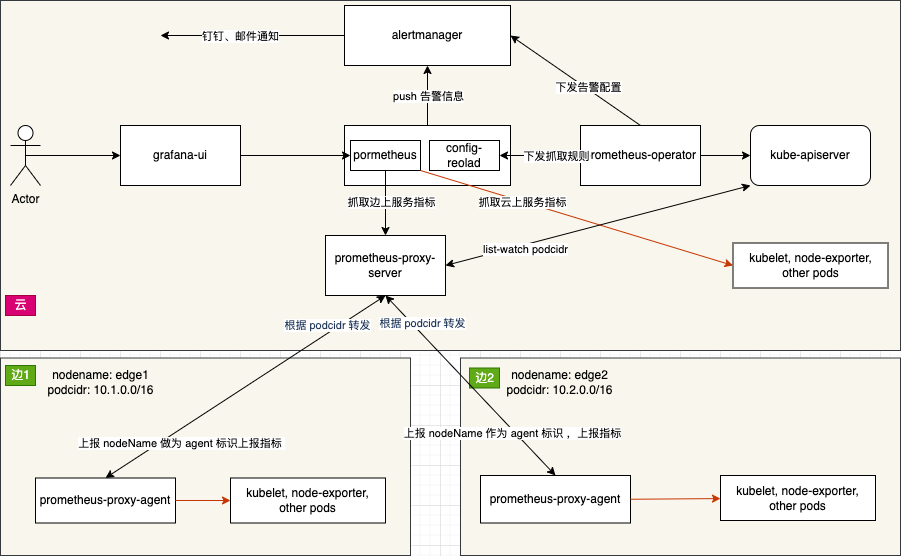 alertmanager
钉钉、邮件通知
下发告警配置
push 告警信息
Actor
grafana-ui
pormetheus
config-
reolad
下发抓取规则
rometheus-operator
kube-apiserver
抓取边上服务指标
抓取云上服务指标
list-watch podcidr
prometheus-proxy-
server
kubelet, node-exporter,
other pods
云
根据 podcidr 转发
根据 podcidr 转发
边1
nodename: edge1
podcidr: 10.1.0.0/16
上报 nodeName 做为 agent 标识上报指标
prometheus-proxy-agent
kubelet, node-exporter,
other pods
边2
nodename: edge2
podcidr: 10.2.0.0/16
上报 nodeName 作为 agent 标识 ，上报指标
prometheus-proxy-agent
kubelet, node-exporter,
other pods